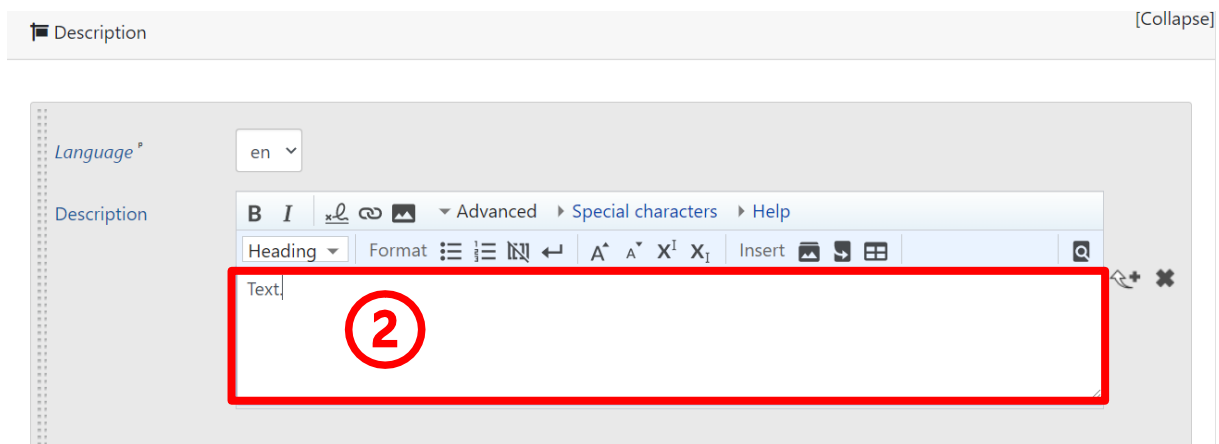 [Collapse]
Description
Language
en
Description
B I Advanced Special characters Help
Heading Format Insert
Text.
2